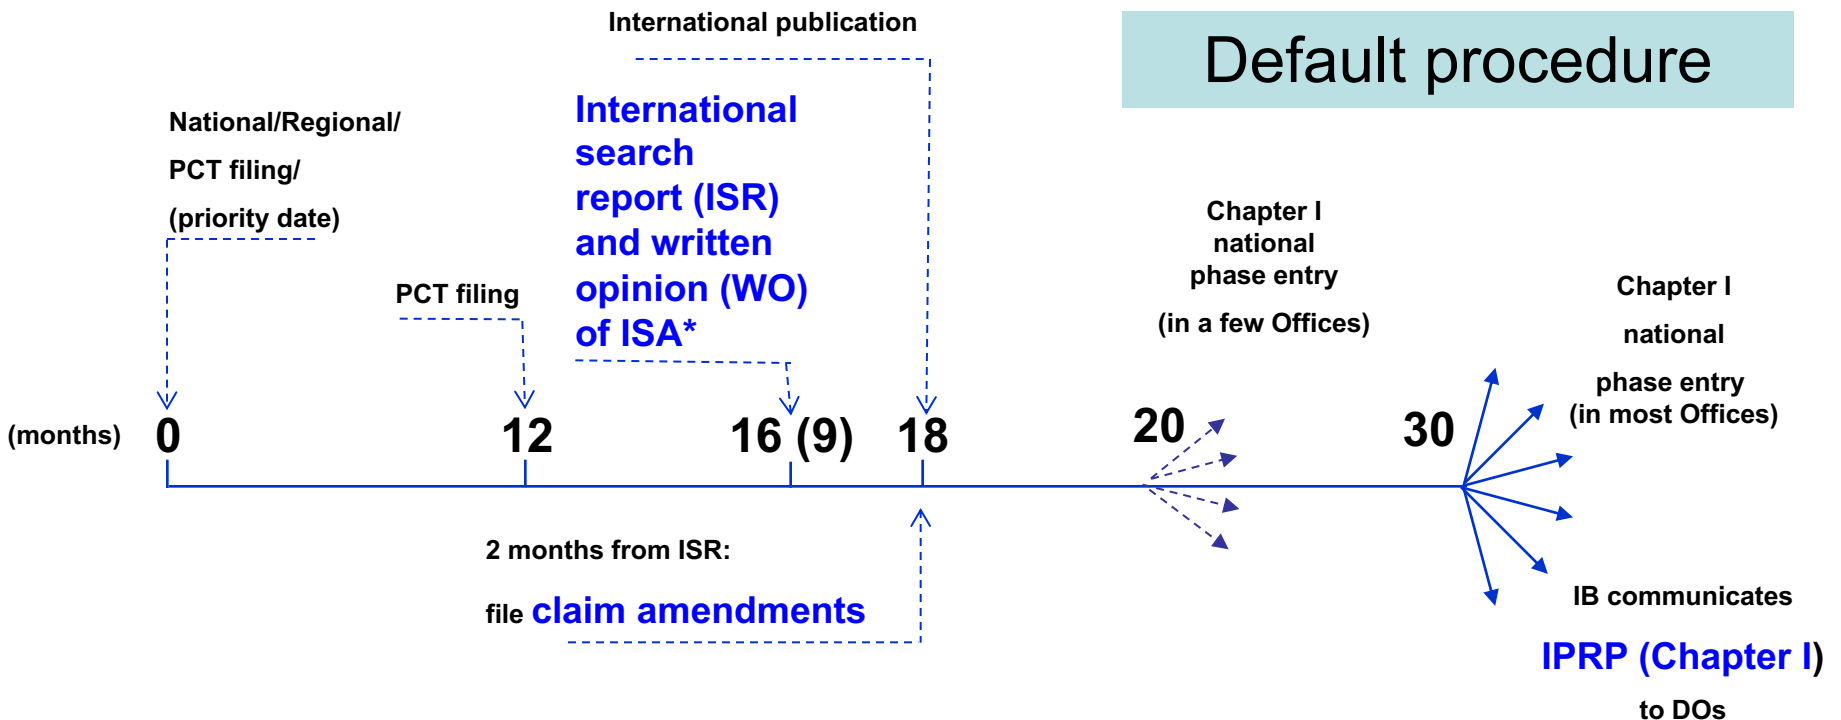 International publication
Default procedure
National/Regional/
PCT filing/
(priority date)
PCT filing
International
search
report (ISR)
and written
opinion (WO)
of ISA*
Chapter I
national
phase entry
(in a few Offices)
Chapter I
national
phase entry
(in most Offices)
(months) 0 12 16 (9) 18 20 30
2 months from ISR:
file claim amendments
IB communicates
IPRP (Chapter I)
to DOs